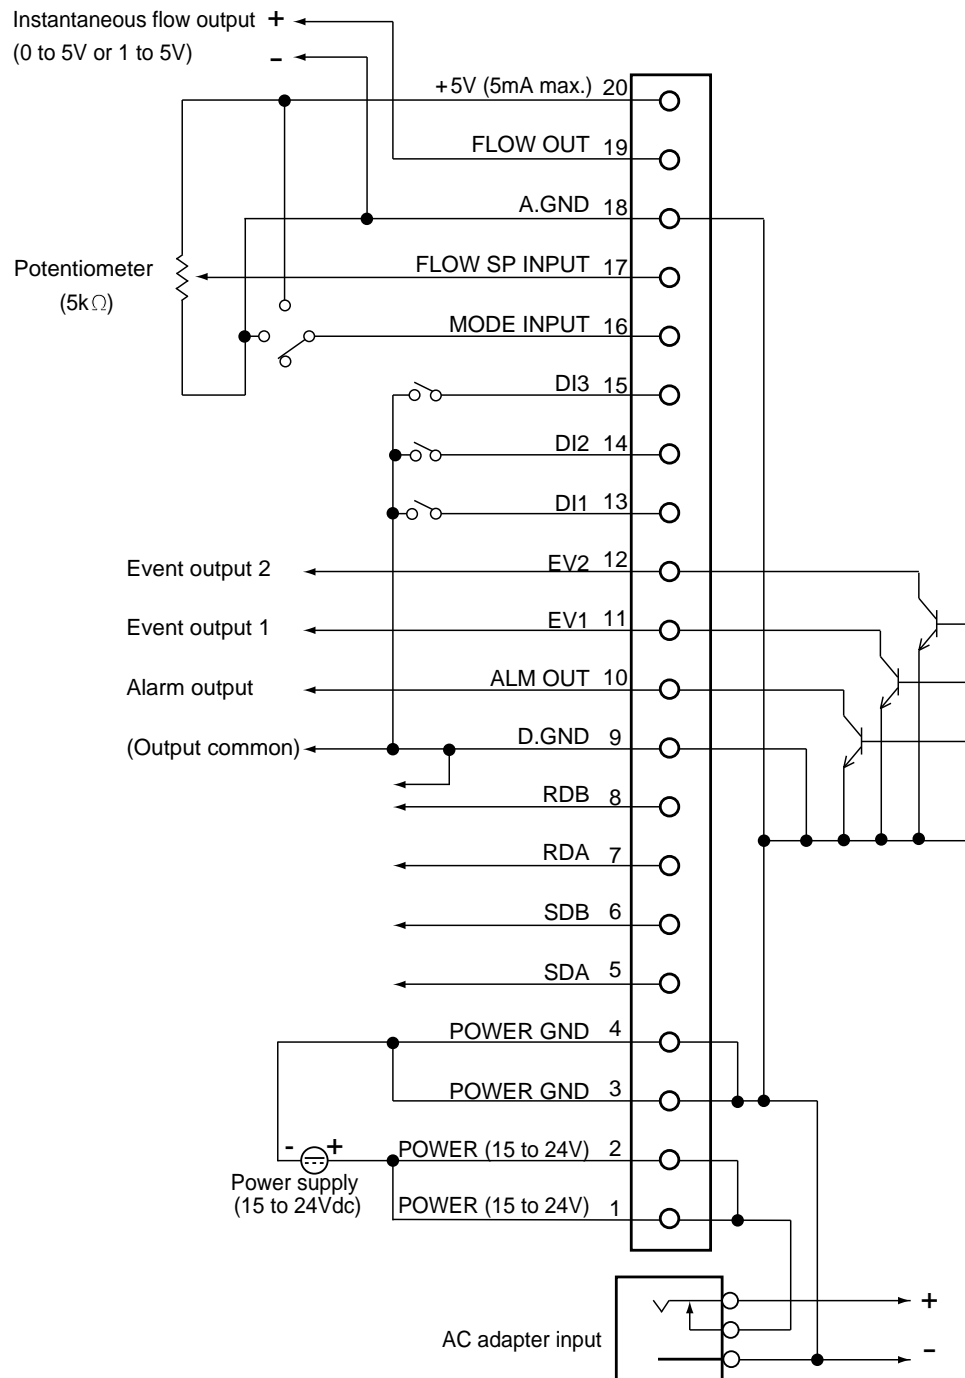 Instantaneous flow output +
(0 to 5V or 1 to 5V) -
+5V (5mA max.) 20
FLOW OUT 19
A.GND 18
Potentiometer
(5kΩ)
FLOW SP INPUT 17
MODE INPUT 16
DI3 15
DI2 14
DI1 13
Event output 2 EV2 12
Event output 1 EV1 11
Alarm output ALM OUT 10
(Output common) D.GND 9
RDB 8
RDA 7
SDB 6
SDA 5
POWER GND 4
POWER GND 3
- +
POWER (15 to 24V) 2
Power supply
(15 to 24Vdc)
POWER (15 to 24V) 1
+
AC adapter input
-